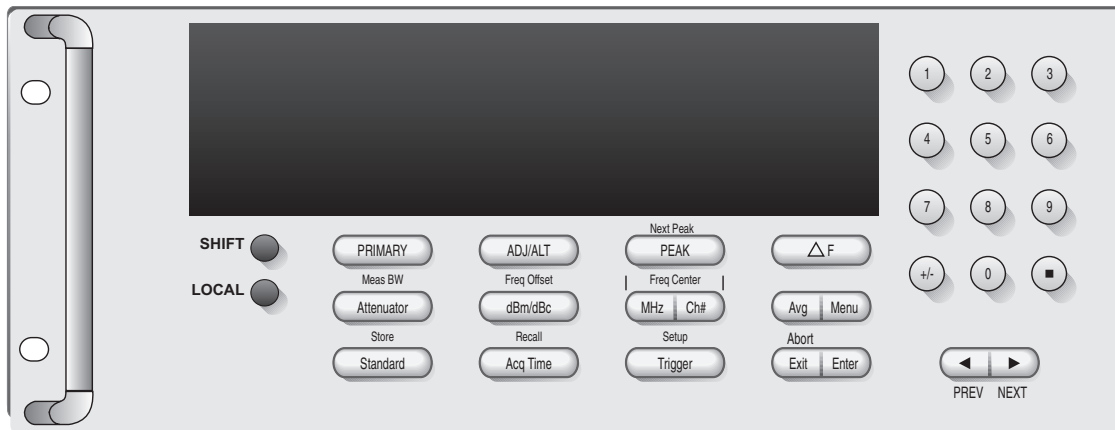 1 2 3
4 5 6
7 8 9
+/- 0 ■
SHIFT
LOCAL
Next Peak
PRIMARY ADJ/ALT PEAK △ F
Meas BW Freq Offset Freq Center
Attenuator dBm/dBc MHz Ch# Avg Menu
Store Recall Setup Abort
Standard Acq Time Trigger Exit Enter
◀ ▶
PREV NEXT